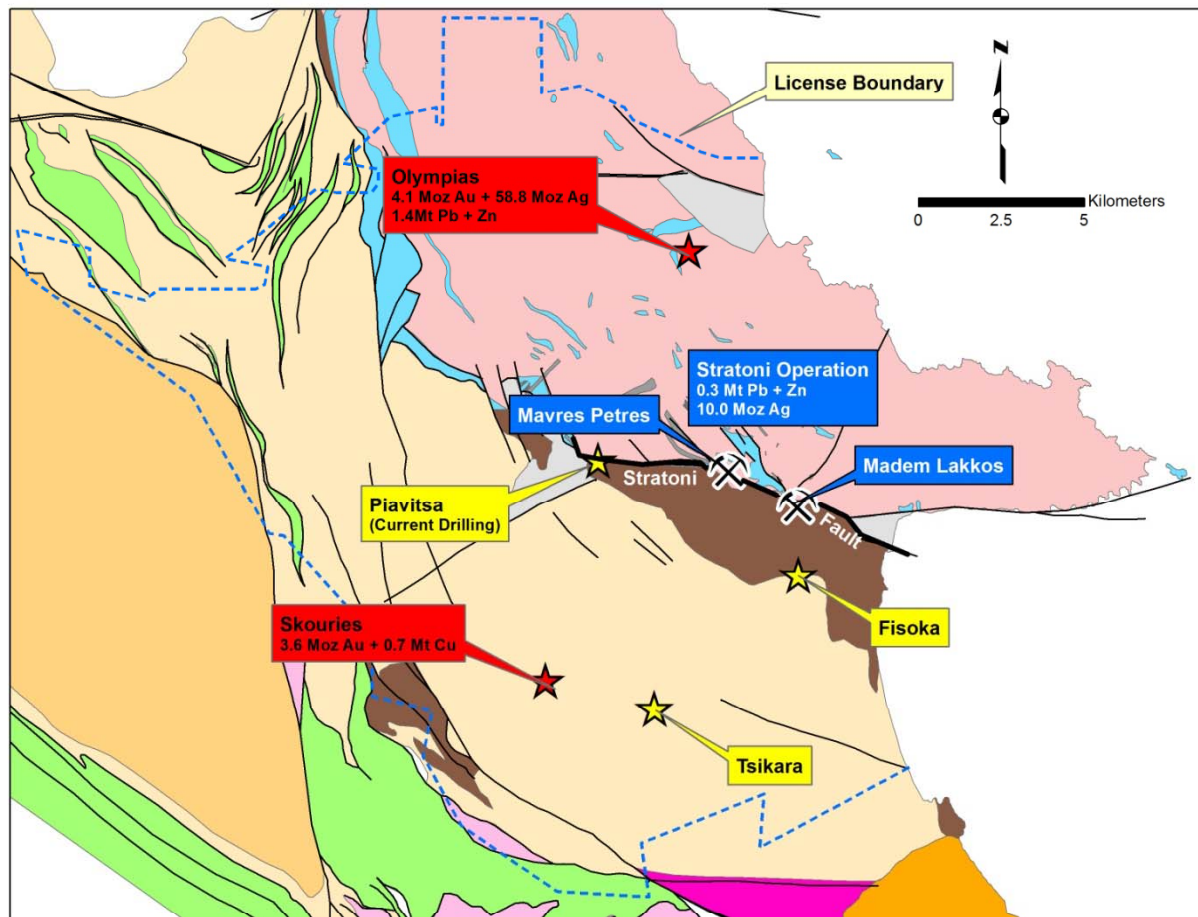 N
License Boundary
Kilometers
0 2.5 5
Olympias
4.1 Moz Au + 58.8 Moz Ag
1.4Mt Pb + Zn
Stratoni Operation
0.3 Mt Pb + Zn
10.0 Moz Ag
Mavres Petres
Madem Lakkos
Stratoni
Fault
Piavitsa
(Current Drilling)
Fisoka
Skouries
3.6 Moz Au + 0.7 Mt Cu
Tsikara